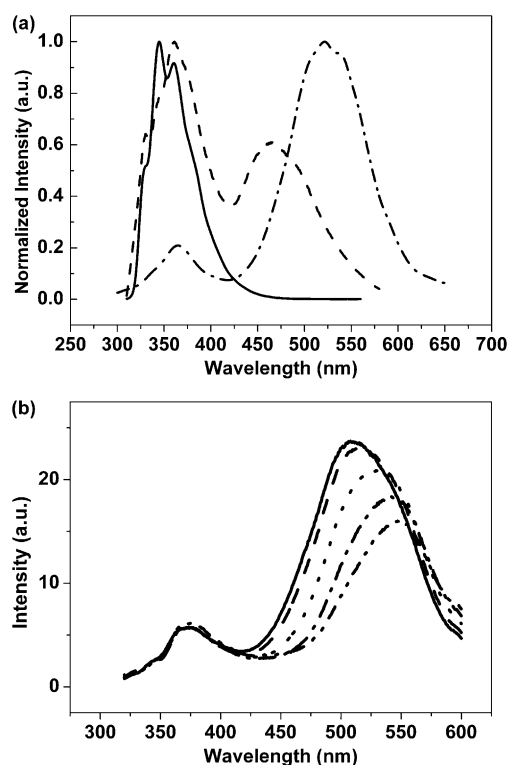 (a)
Normalized Intensity (a.u.)
1.0
0.8
0.6
0.4
0.2
0.0
250 300 350 400 450 500 550 600 650 700
Wavelength (nm)
(b)
Intensity (a.u.)
20
10
0
300 350 400 450 500 550 600
Wavelength (nm)